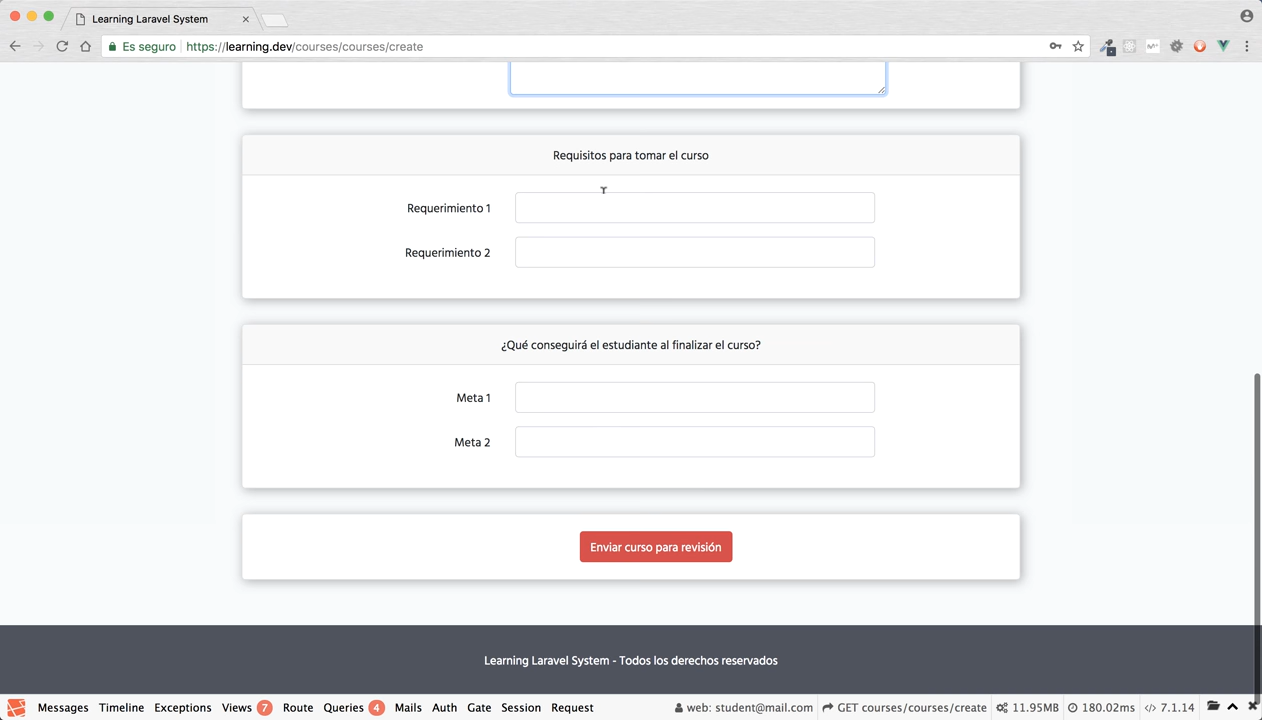 Learning Laravel System
Es seguro https://learning.dev/courses/courses/create
Requisitos para tomar el curso
Requerimiento 1
Requerimiento 2
¿Qué conseguirá el estudiante al finalizar el curso?
Meta 1
Meta 2
Enviar curso para revisión
Learning Laravel System - Todos los derechos reservados
Messages Timeline Exceptions Views 7 Route Queries 4 Mails Auth Gate Session Request web: student@mail.com GET courses/courses/create 11.95MB 180.02ms 7.1.14